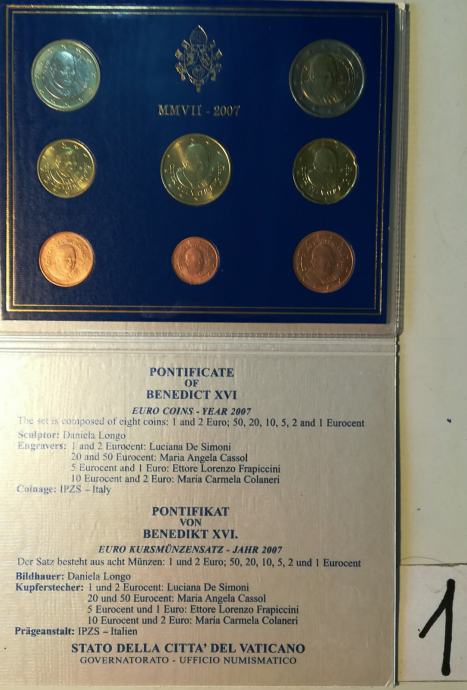 MMVII - 2007
PONTIFICATE
OF
BENEDICT XVI
EURO COINS - YEAR 2007
The set is composed of eight coins: 1 and 2 Euro; 50, 20, 10, 5, 2 and 1 Eurocent
Sculptor: Daniela Longo
Engravers: 1 and 2 Eurocent: Luciana De Simoni
20 and 50 Eurocent: Maria Angela Cassol
5 Eurocent and 1 Euro: Ettore Lorenzo Frapiccini
10 Eurocent and 2 Euro: Maria Carmela Colaneri
Coinage: IPZS – Italy
PONTIFIKAT
VON
BENEDIKT XVI.
EURO KURSMÜNZENSATZ - JAHR 2007
Der Satz besteht aus acht Münzen: 1 und 2 Euro; 50, 20, 10, 5, 2 und 1 Eurocent
Bildhauer: Daniela Longo
Kupferstecher: 1 und 2 Eurocent: Luciana De Simoni
20 und 50 Eurocent: Maria Angela Cassol
5 Eurocent und 1 Euro: Ettore Lorenzo Frapiccini
10 Eurocent und 2 Euro: Maria Carmela Colaneri
Prägeanstalt: IPZS – Italien
STATO DELLA CITTA' DEL VATICANO
GOVERNATORATO - UFFICIO NUMISMATICO
1